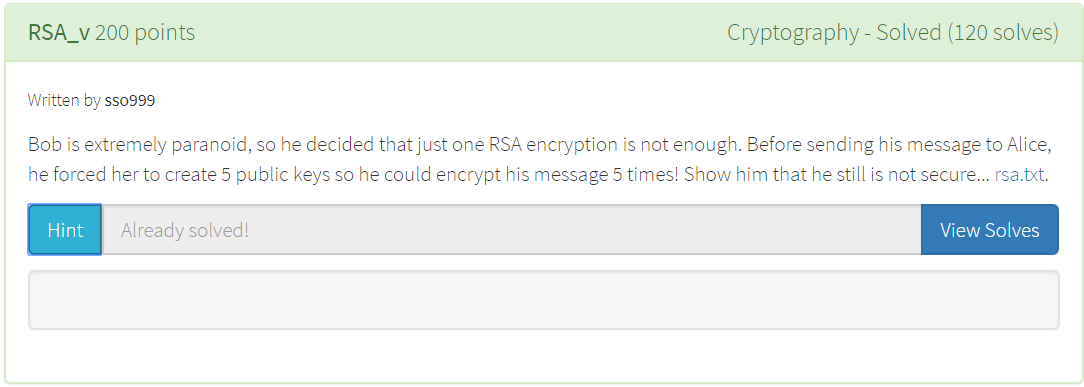 RSA_v 200 points
Cryptography - Solved (120 solves)
Written by sso999
Bob is extremely paranoid, so he decided that just one RSA encryption is not enough. Before sending his message to Alice,
he forced her to create 5 public keys so he could encrypt his message 5 times! Show him that he still is not secure... rsa.txt.
Hint
Already solved!
View Solves